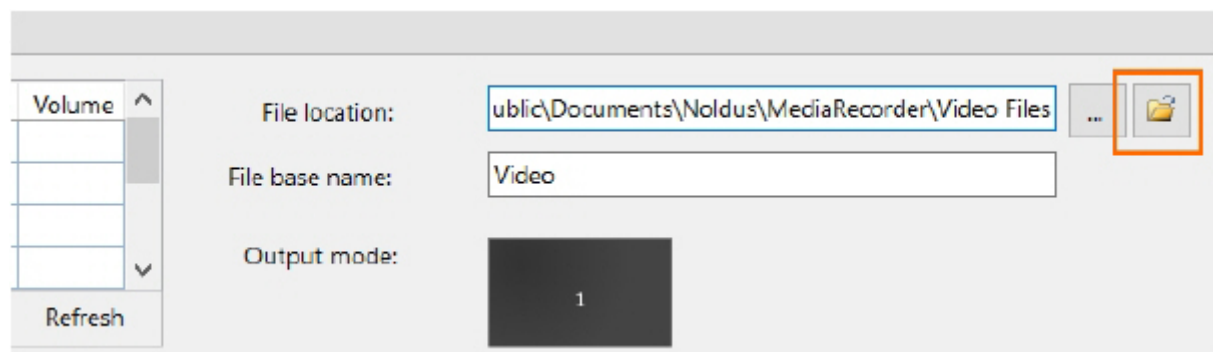 Volume
File location:
ublic\Documents\Noldus\MediaRecorder\Video Files
...
File base name:
Video
Output mode:
1
Refresh